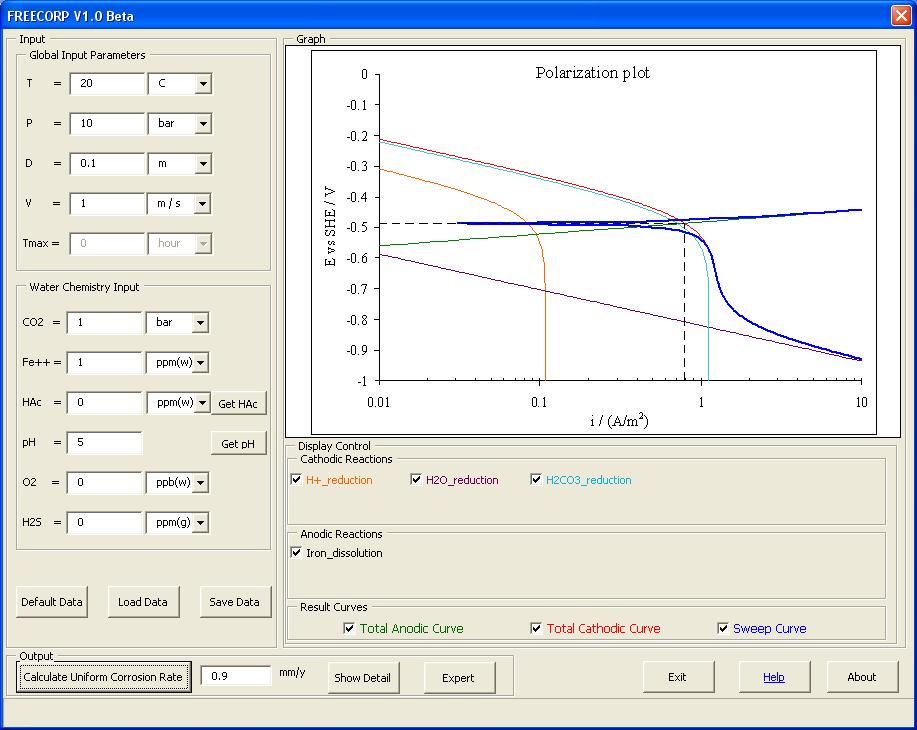 FREECORP V1.0 Beta
Input
Global Input Parameters
T = 20 C
P = 10 bar
D = 0.1 m
V = 1 m / s
Tmax = 0 hour
Water Chemistry Input
CO2 = 1 bar
Fe++ = 1 ppm(w)
HAc = 0 ppm(w) Get HAc
pH = 5 Get pH
O2 = 0 ppb(w)
H2S = 0 ppm(g)
Default Data Load Data Save Data
Graph
Polarization plot
E vs SHE / V
0
-0.1
-0.2
-0.3
-0.4
-0.5
-0.6
-0.7
-0.8
-0.9
-1
0.01 0.1 1 10
i / (A/m²)
Display Control
Cathodic Reactions
H+_reduction H2O_reduction H2CO3_reduction
Anodic Reactions
Iron_dissolution
Result Curves
Total Anodic Curve Total Cathodic Curve Sweep Curve
Output
Calculate Uniform Corrosion Rate 0.9 mm/y Show Detail Expert Exit Help About